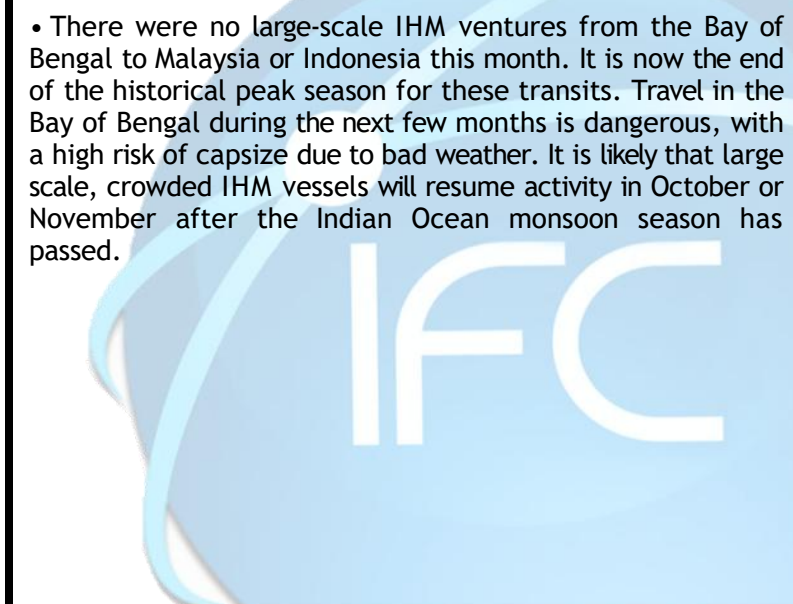 • There were no large-scale IHM ventures from the Bay of
Bengal to Malaysia or Indonesia this month. It is now the end
of the historical peak season for these transits. Travel in the
Bay of Bengal during the next few months is dangerous, with
a high risk of capsize due to bad weather. It is likely that large
scale, crowded IHM vessels will resume activity in October or
November after the Indian Ocean monsoon season has
passed.
IFC